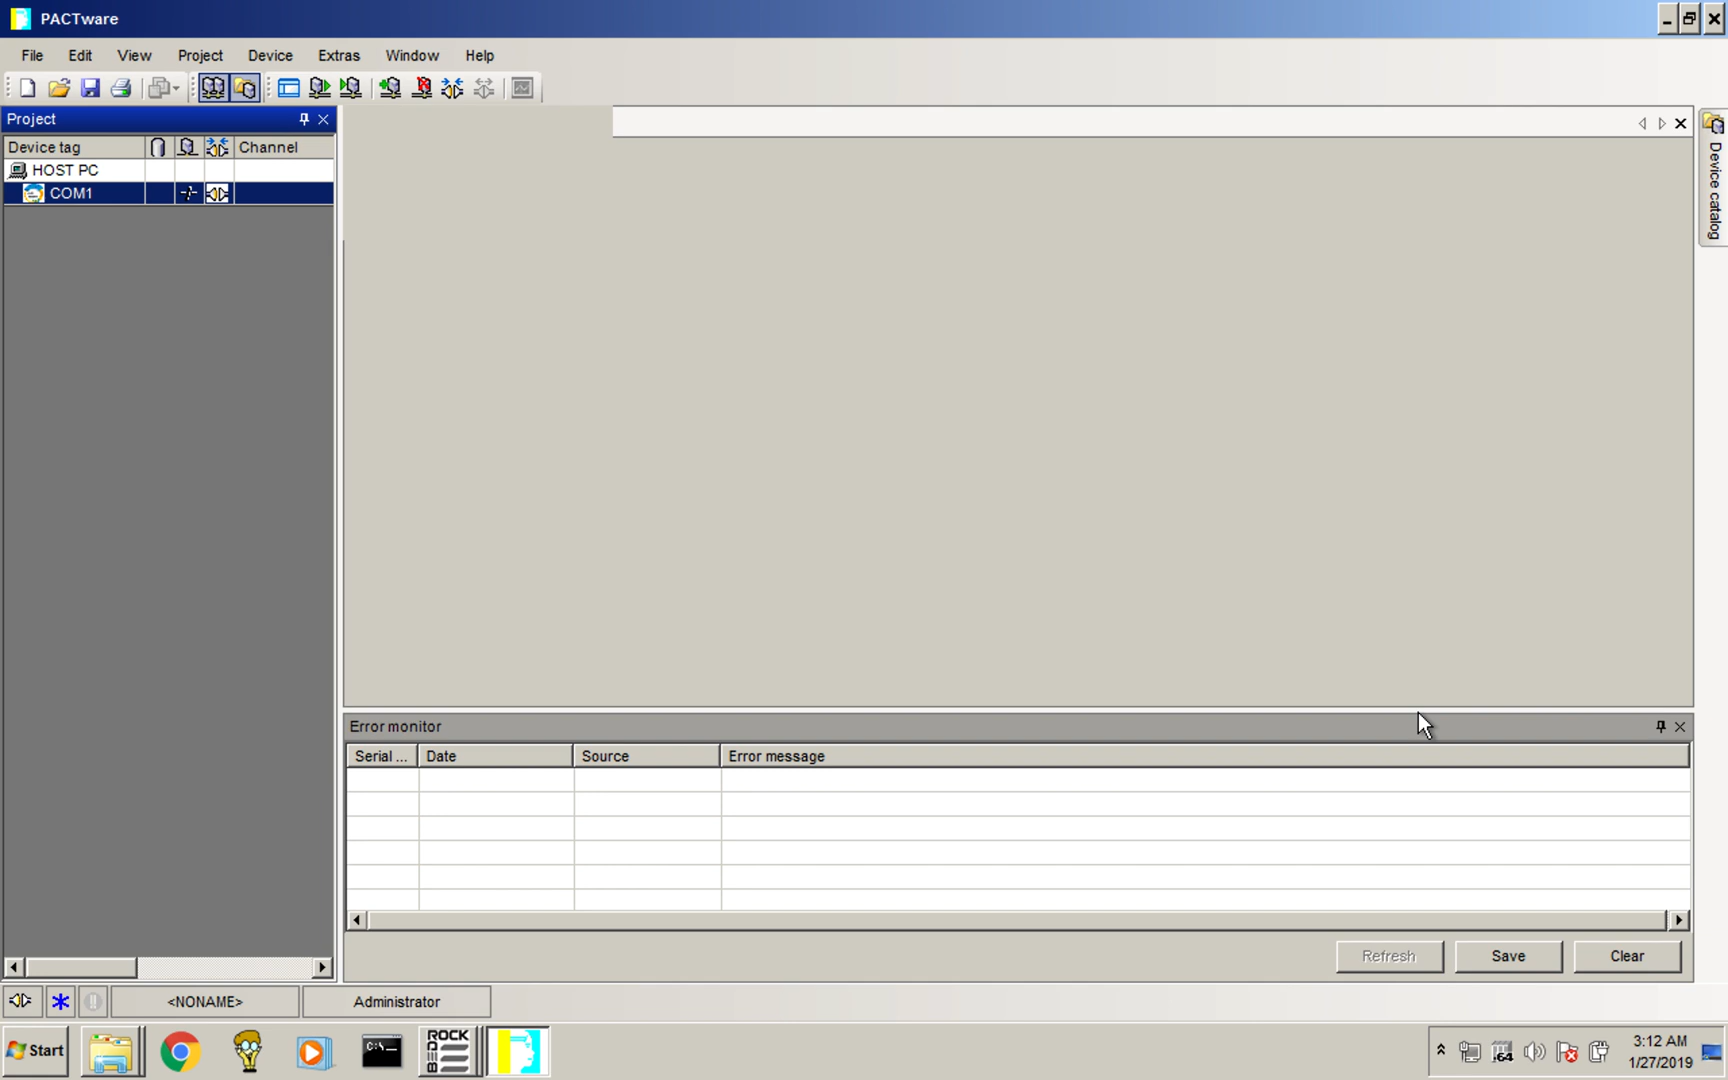 PACTware
File Edit View Project Device Extras Window Help
Project
Device tag Channel
HOST PC
COM1
Device catalog
Error monitor
Serial ... Date Source Error message
Refresh Save Clear
<NONAME> Administrator
Start
C:\_
ROCK
64
3:12 AM
1/27/2019